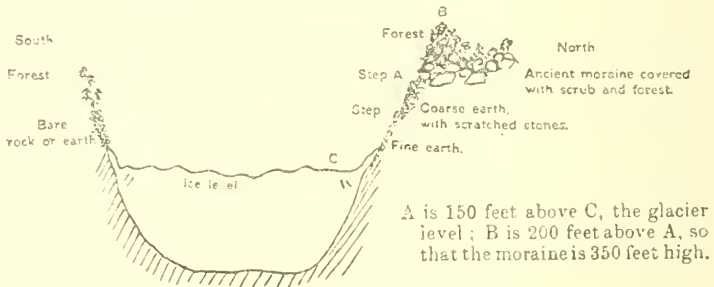 B
South
Forest
North
Forest
Step A
Ancient moraine covered
with scrub and forest.
Step
Coarse earth,
with scratched stones.
Bare
rock or earth
Fine earth.
C
Ice level
A is 150 feet above C, the glacier
level ; B is 200 feet above A, so
that the moraine is 350 feet high.